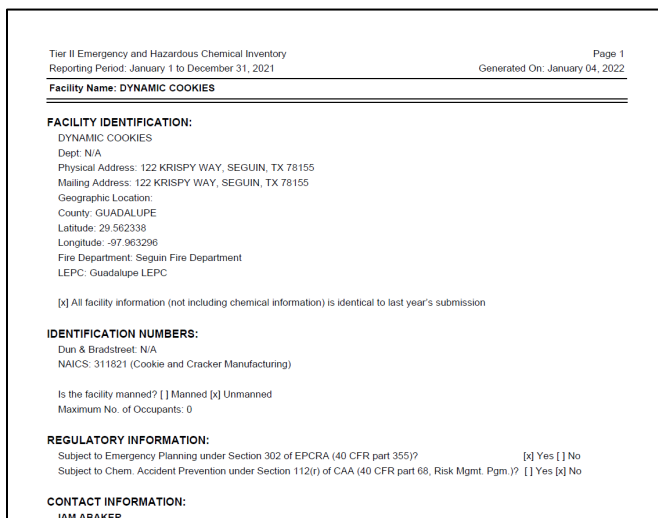 Tier II Emergency and Hazardous Chemical Inventory Page 1
Reporting Period: January 1 to December 31, 2021 Generated On: January 04, 2022
Facility Name: DYNAMIC COOKIES
FACILITY IDENTIFICATION:
DYNAMIC COOKIES
Dept: N/A
Physical Address: 122 KRISPY WAY, SEGUIN, TX 78155
Mailing Address: 122 KRISPY WAY, SEGUIN, TX 78155
Geographic Location:
County: GUADALUPE
Latitude: 29.562338
Longitude: -97.963296
Fire Department: Seguin Fire Department
LEPC: Guadalupe LEPC
[x] All facility information (not including chemical information) is identical to last year's submission
IDENTIFICATION NUMBERS:
Dun & Bradstreet: N/A
NAICS: 311821 (Cookie and Cracker Manufacturing)
Is the facility manned? [ ] Manned [x] Unmanned
Maximum No. of Occupants: 0
REGULATORY INFORMATION:
Subject to Emergency Planning under Section 302 of EPCRA (40 CFR part 355)? [x] Yes [ ] No
Subject to Chem. Accident Prevention under Section 112(r) of CAA (40 CFR part 68, Risk Mgmt. Pgm.)? [ ] Yes [x] No
CONTACT INFORMATION:
IAM ABAKER